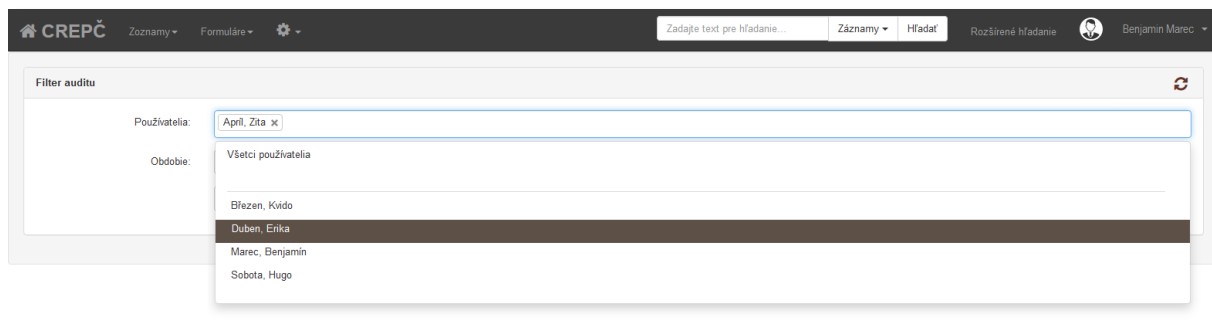 CREPČ Zoznamy Formuláre Zadajte text pre hľadanie... Záznamy Hľadať Rozšírené hľadanie Benjamin Marec
Filter auditu
Používatelia: Apríl, Zita ×
Obdobie:
Všetci používatelia
Březen, Kvido
Duben, Erika
Marec, Benjamín
Sobota, Hugo